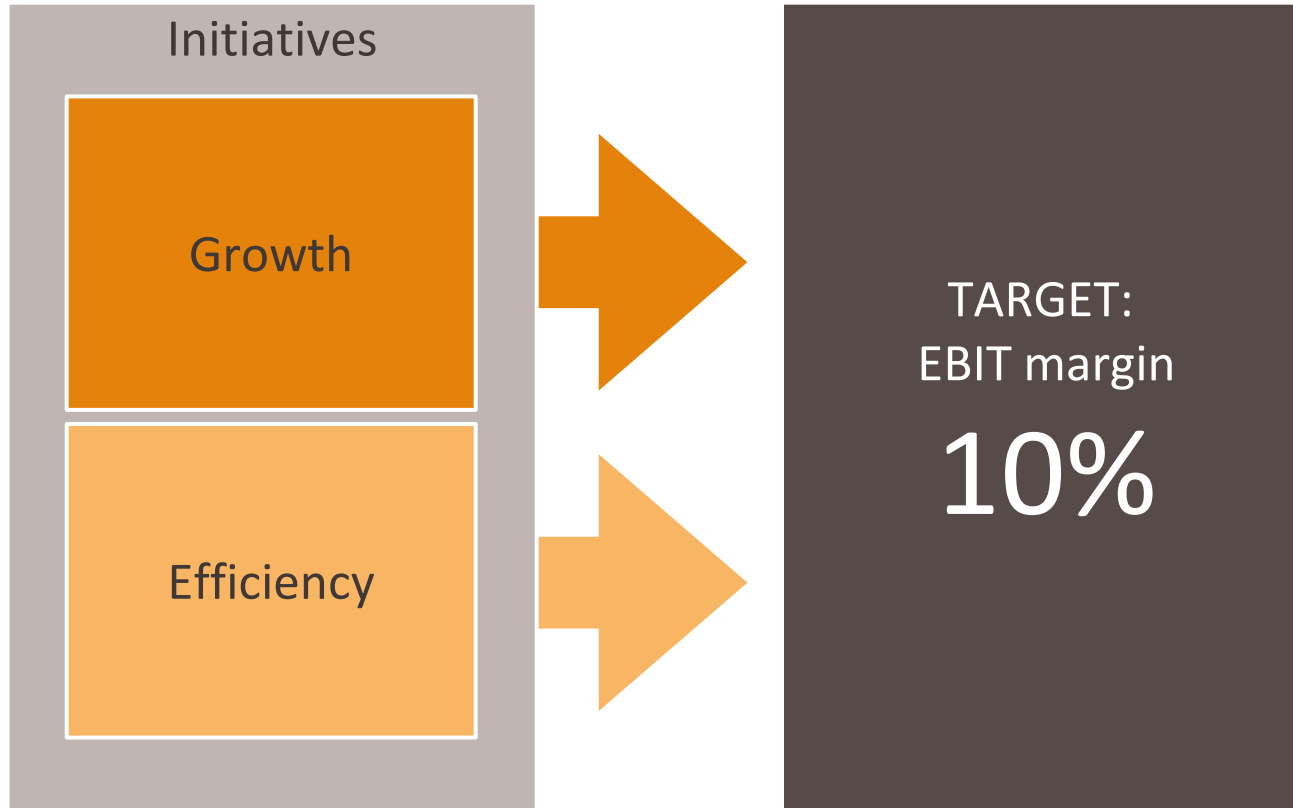 Initiatives
Growth
Efficiency
TARGET:
EBIT margin
10%